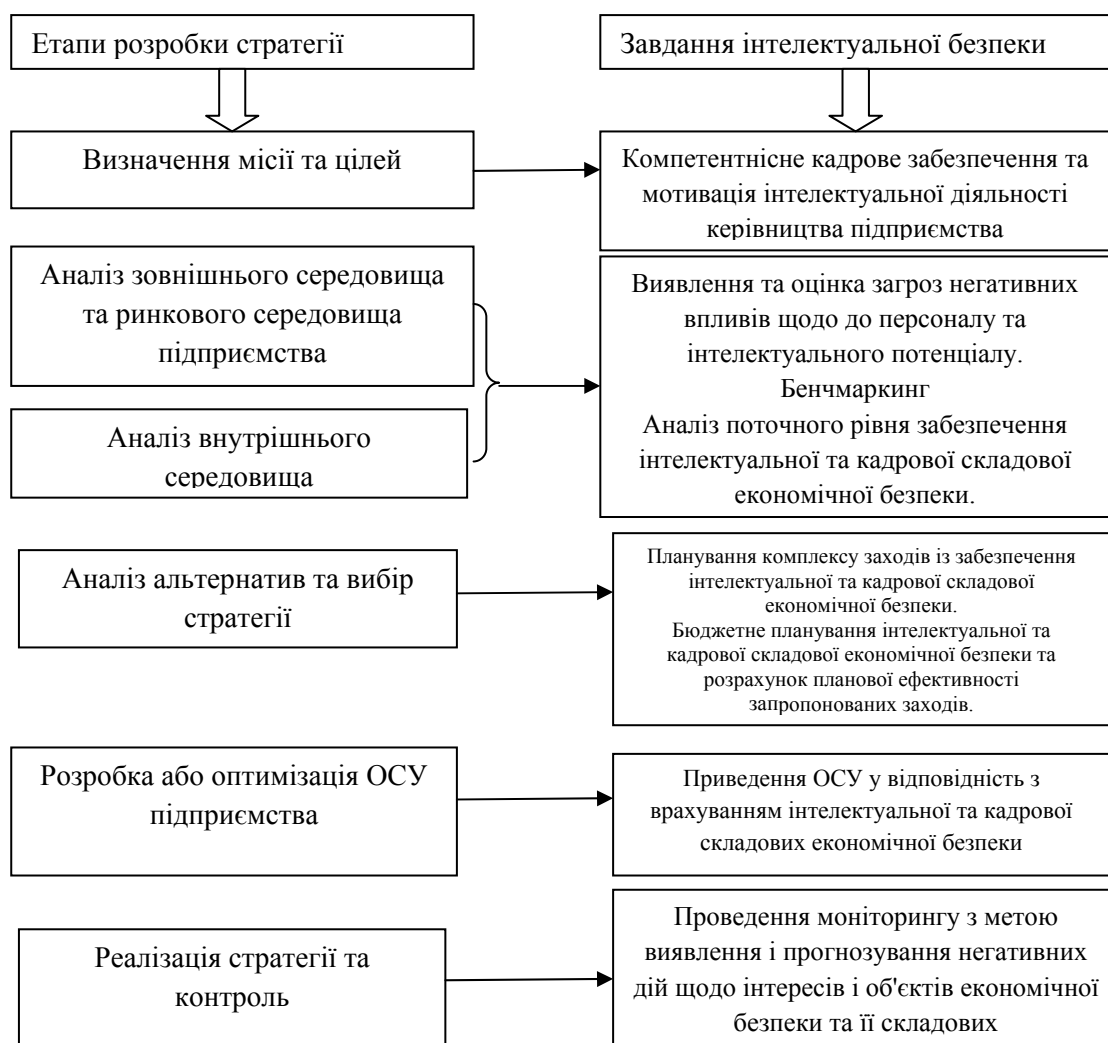 Етапи розробки стратегії
Завдання інтелектуальної безпеки
Визначення місії та цілей
Компетентнісне кадрове забезпечення та
мотивація інтелектуальної діяльності
керівництва підприємства
Аналіз зовнішнього середовища
та ринкового середовища
підприємства
Аналіз внутрішнього
середовища
Виявлення та оцінка загроз негативних
впливів щодо до персоналу та
інтелектуального потенціалу.
Бенчмаркинг
Аналіз поточного рівня забезпечення
інтелектуальної та кадрової складової
економічної безпеки.
Аналіз альтернатив та вибір
стратегії
Планування комплексу заходів із забезпечення
інтелектуальної та кадрової складової
економічної безпеки.
Бюджетне планування інтелектуальної та
кадрової складової економічної безпеки та
розрахунок планової ефективності
запропонованих заходів.
Розробка або оптимізація ОСУ
підприємства
Приведення ОСУ у відповідність з
врахуванням інтелектуальної та кадрової
складових економічної безпеки
Реалізація стратегії та
контроль
Проведення моніторингу з метою
виявлення і прогнозування негативних
дій щодо інтересів і об'єктів економічної
безпеки та її складових